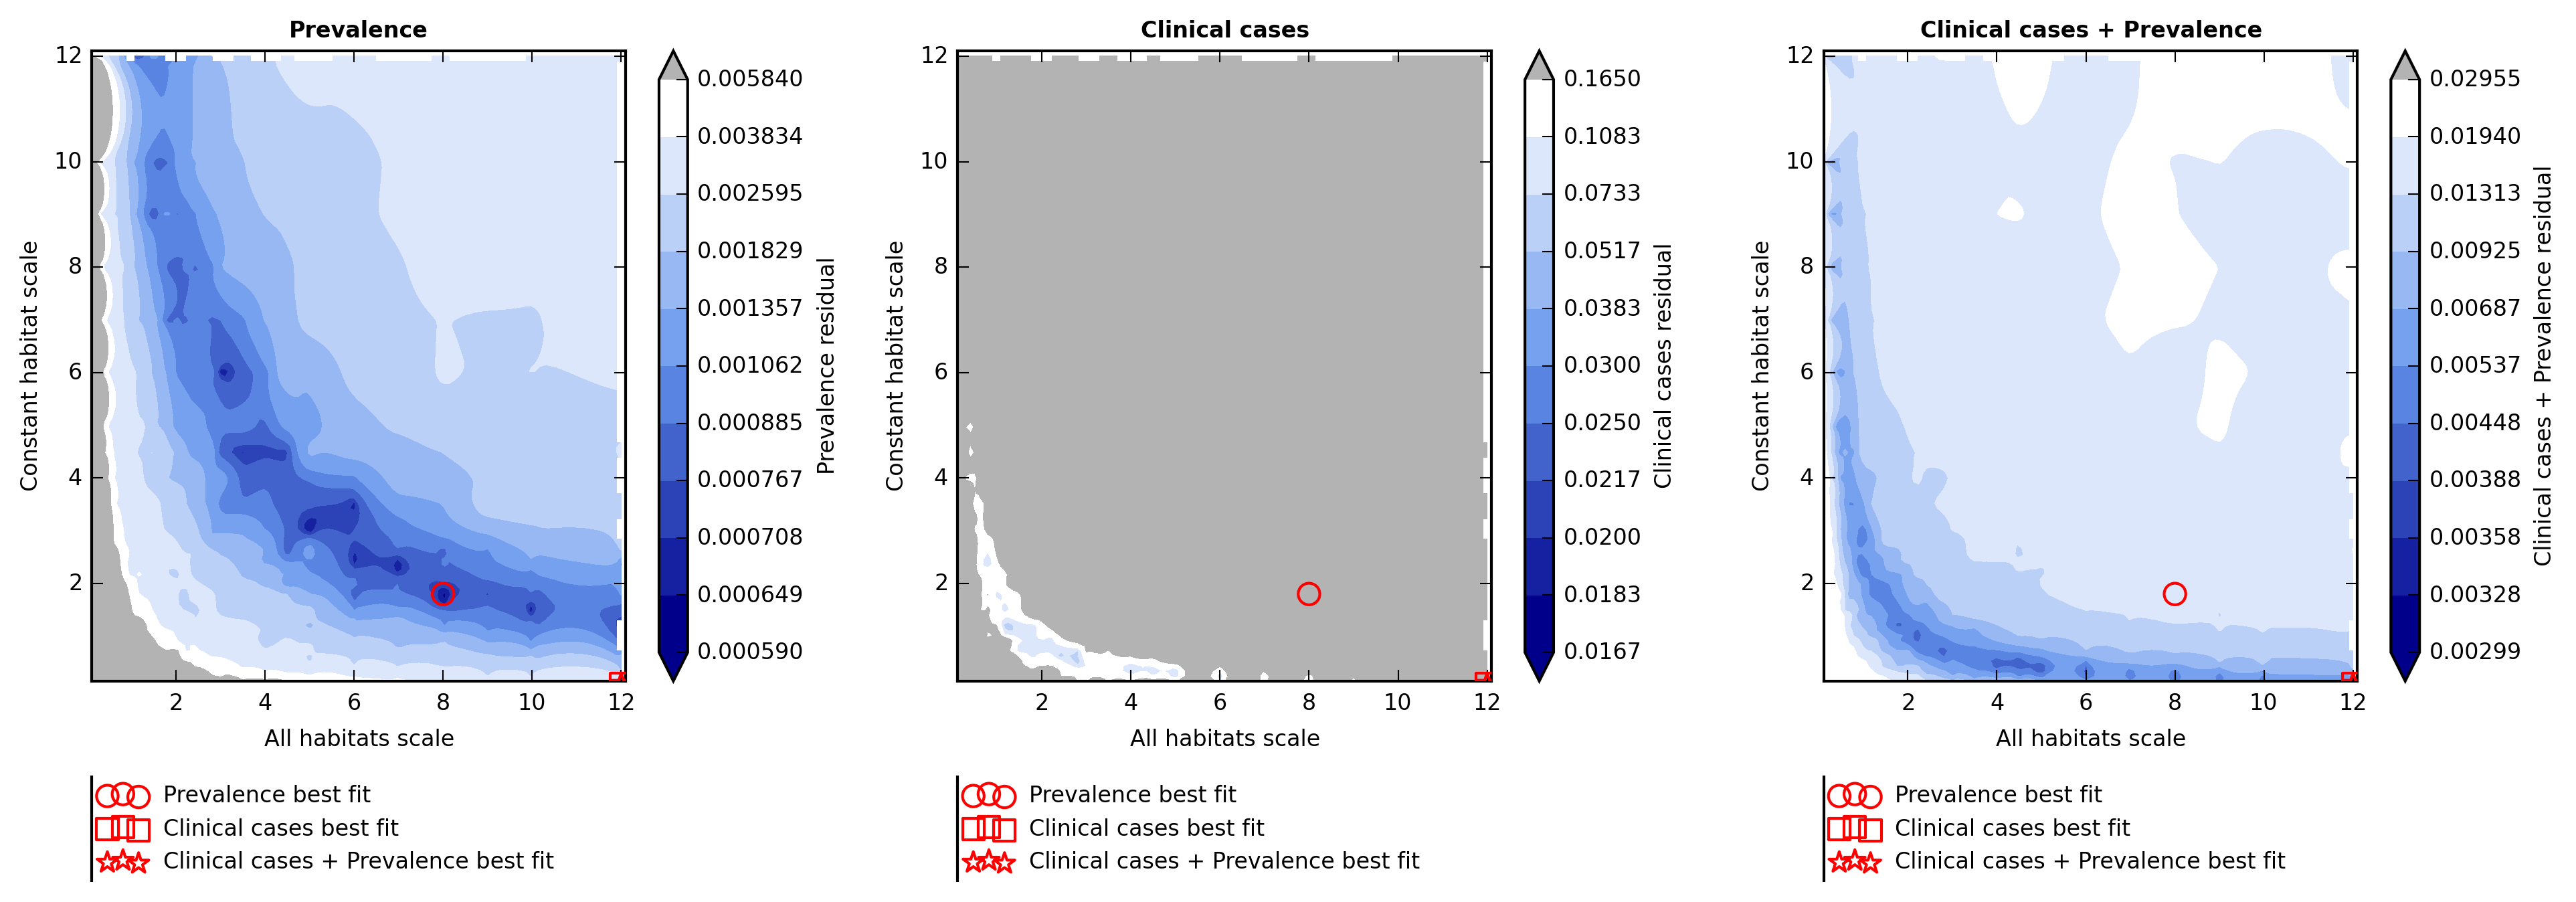 Prevalence
12
10
8
6
4
2
Constant habitat scale
2 4 6 8 10 12
All habitats scale
0.005840
0.003834
0.002595
0.001829
0.001357
0.001062
0.000885
0.000767
0.000708
0.000649
0.000590
Prevalence residual
Prevalence best fit
Clinical cases best fit
Clinical cases + Prevalence best fit
Clinical cases
12
10
8
6
4
2
Constant habitat scale
2 4 6 8 10 12
All habitats scale
0.1650
0.1083
0.0733
0.0517
0.0383
0.0300
0.0250
0.0217
0.0200
0.0183
0.0167
Clinical cases residual
Prevalence best fit
Clinical cases best fit
Clinical cases + Prevalence best fit
Clinical cases + Prevalence
12
10
8
6
4
2
Constant habitat scale
2 4 6 8 10 12
All habitats scale
0.02955
0.01940
0.01313
0.00925
0.00687
0.00537
0.00448
0.00388
0.00358
0.00328
0.00299
Clinical cases + Prevalence residual
Prevalence best fit
Clinical cases best fit
Clinical cases + Prevalence best fit